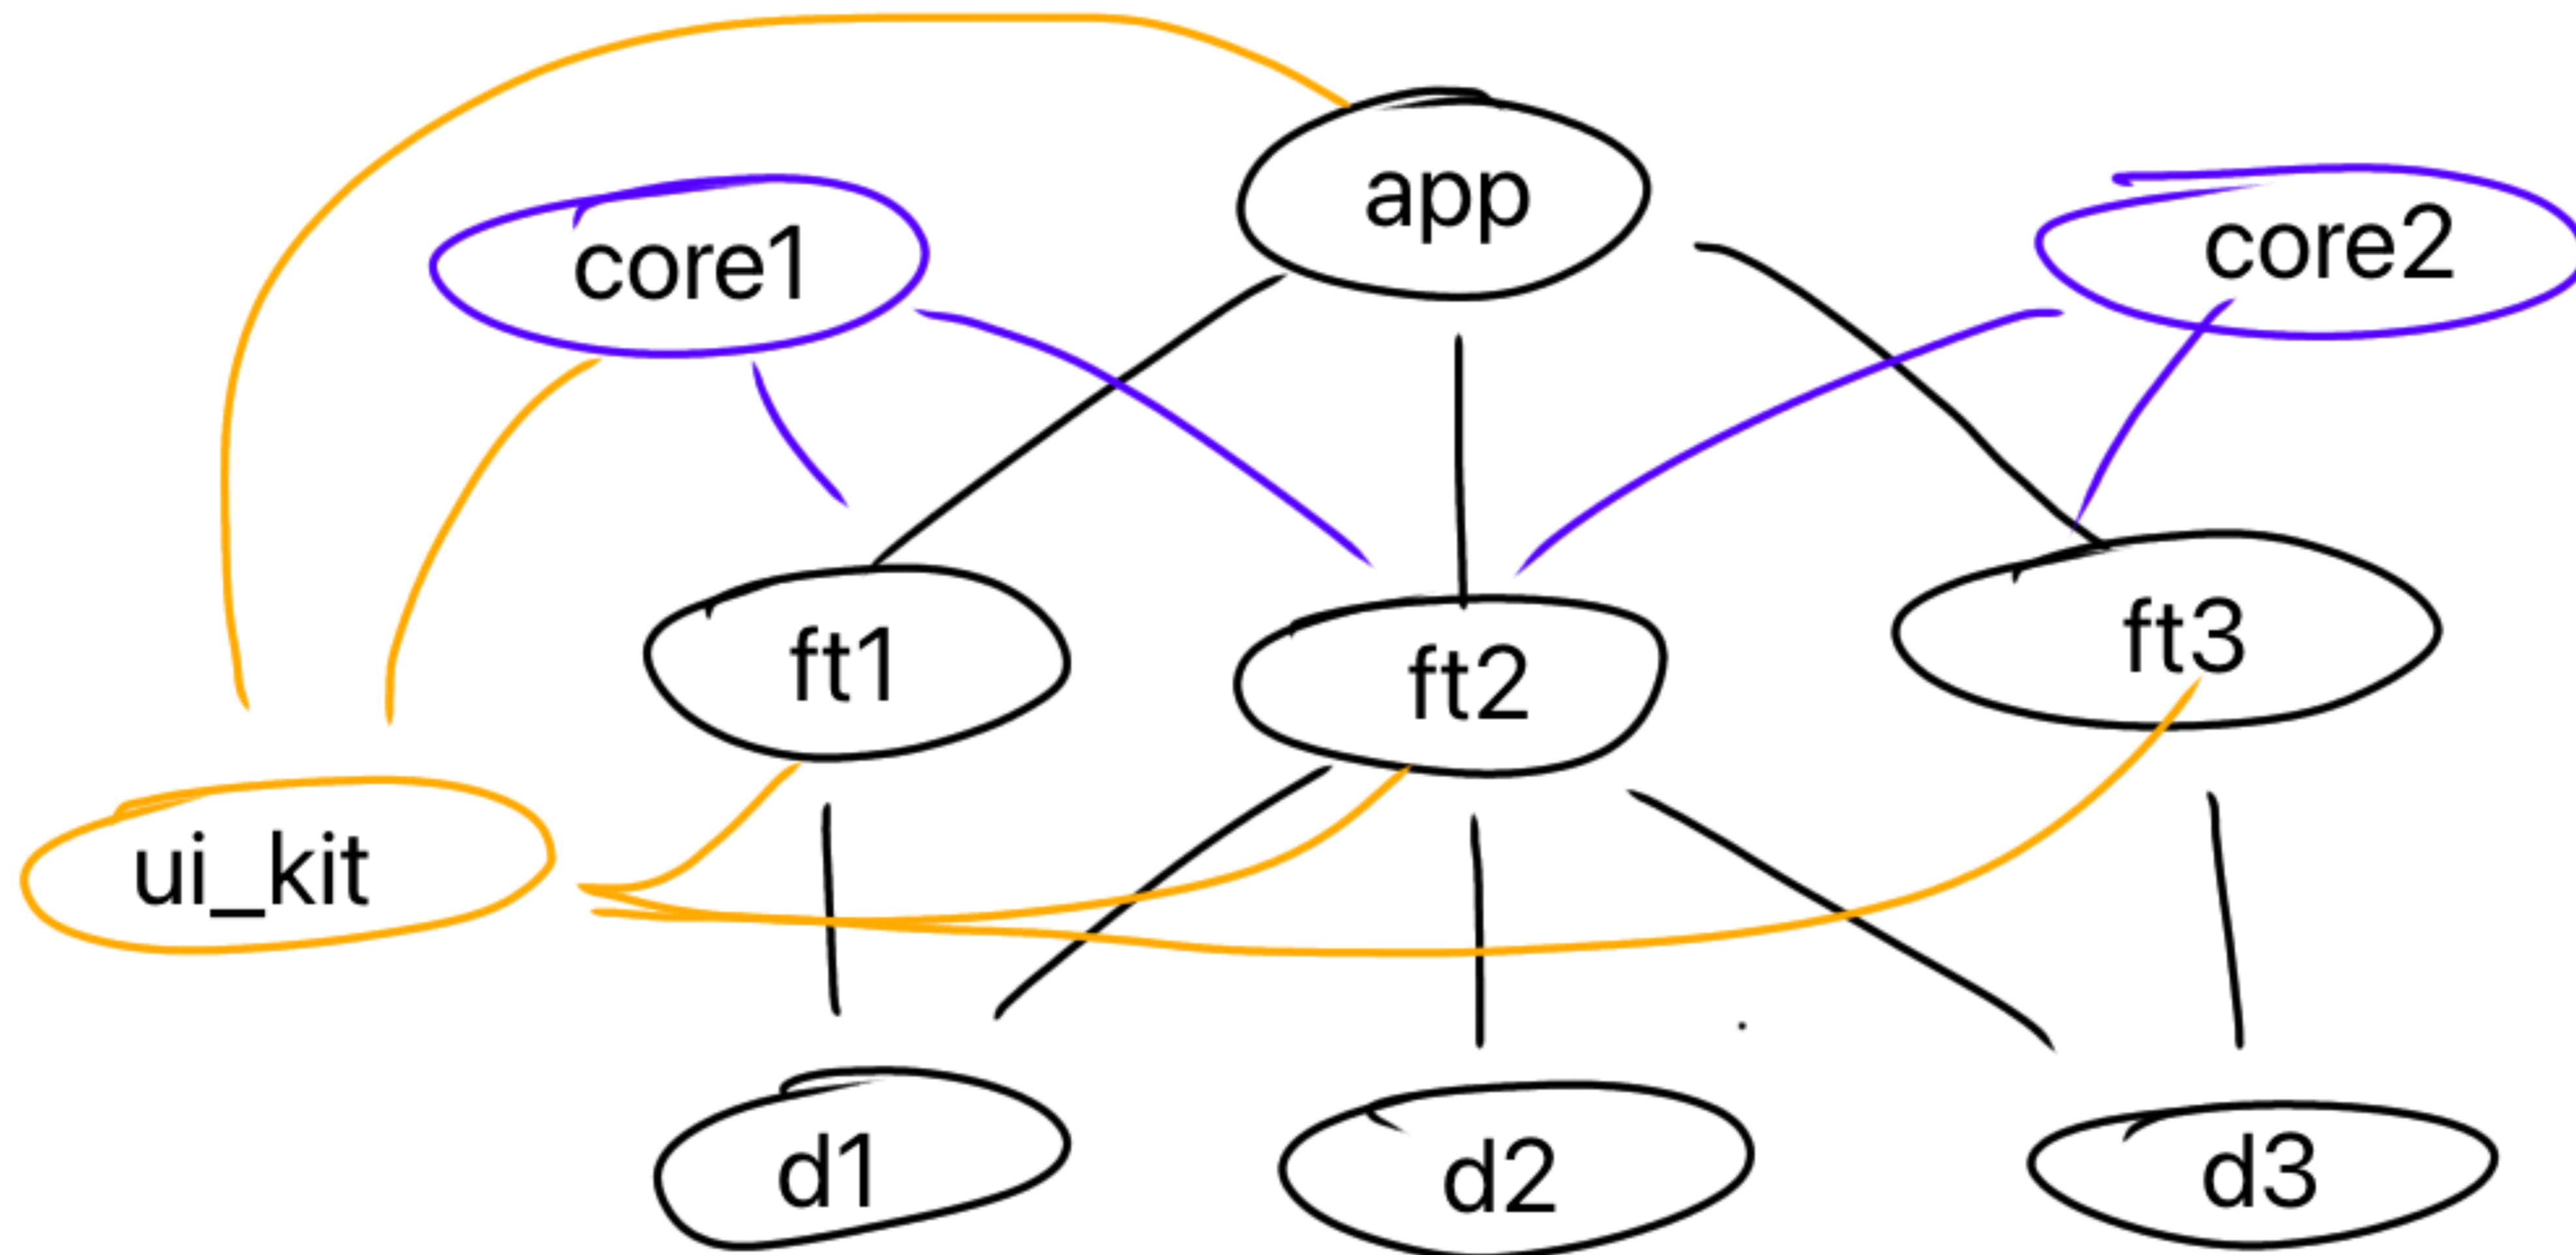 app
core1
core2
ft1
ft2
ft3
ui_kit
d1
d2
d3